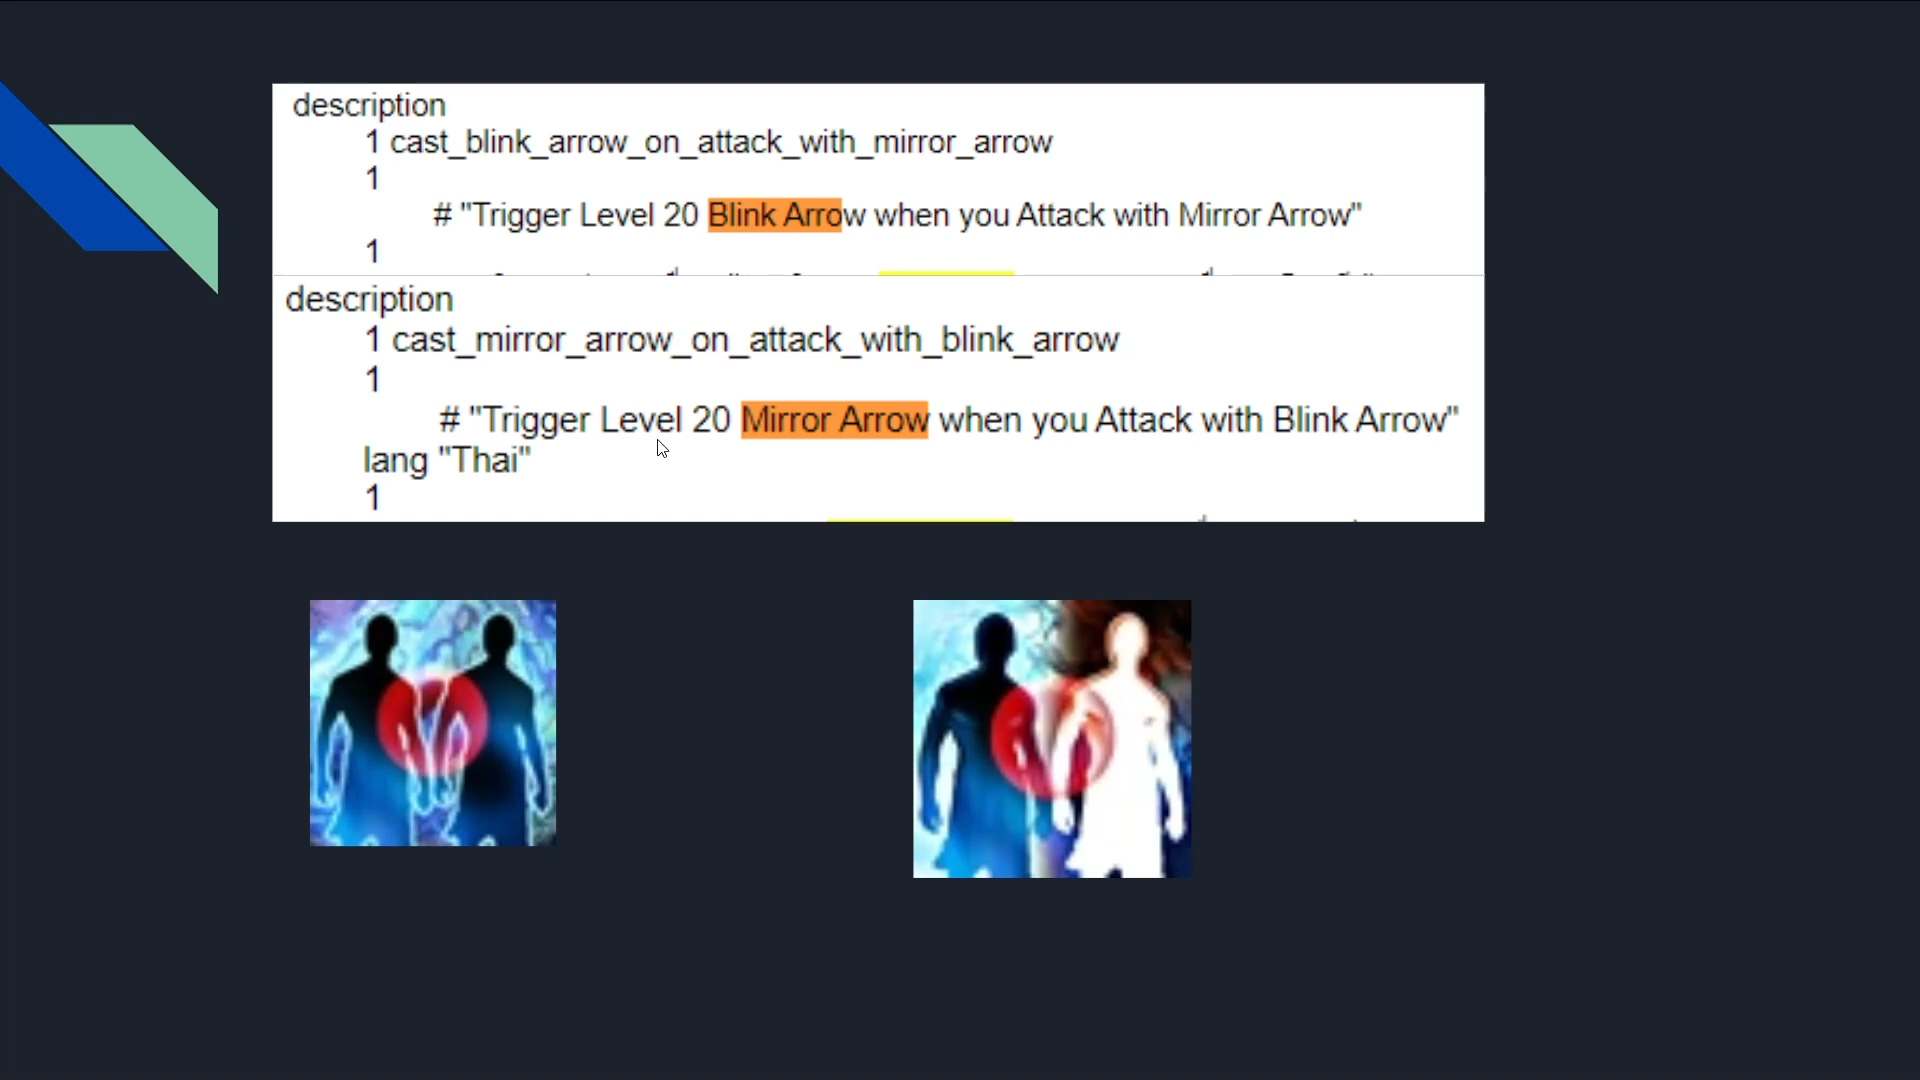 description
1 cast_blink_arrow_on_attack_with_mirror_arrow
1
# "Trigger Level 20 Blink Arrow when you Attack with Mirror Arrow"
1
description
1 cast_mirror_arrow_on_attack_with_blink_arrow
1
# "Trigger Level 20 Mirror Arrow when you Attack with Blink Arrow"
lang "Thai"
1